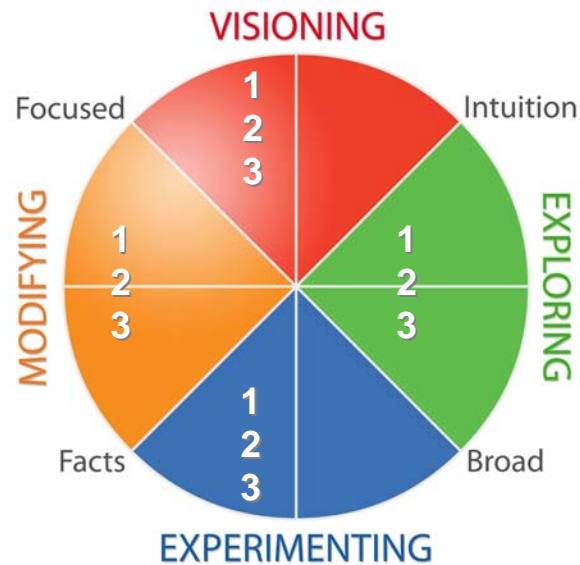 VISIONING
Focused
1
2
3
Intuition
MODIFYING
1
2
3
1
2
3
EXPLORING
1
2
3
Facts
Broad
EXPERIMENTING